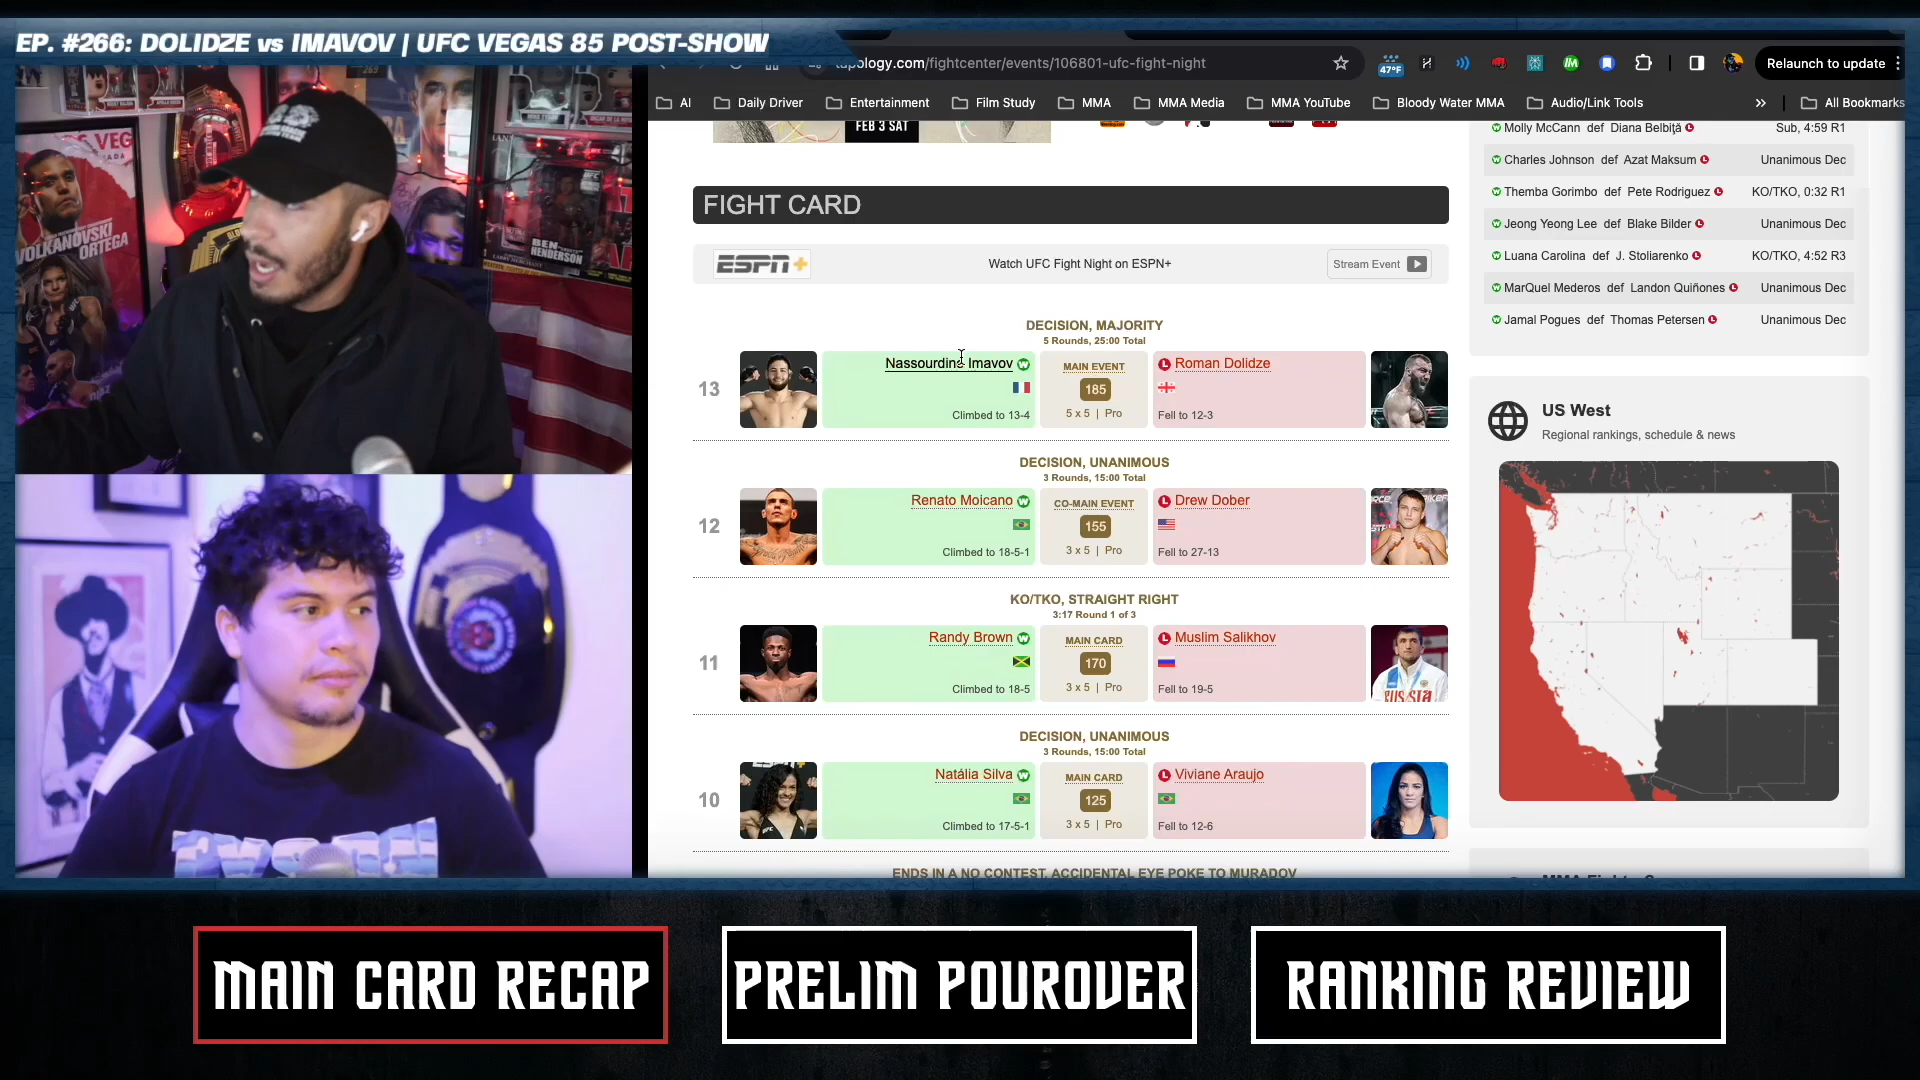 EP. #266: DOLIDZE vs IMAVOV | UFC VEGAS 85 POST-SHOW
tapology.com/fightcenter/events/106801-ufc-fight-night
47°F
Relaunch to update
AI
Daily Driver
Entertainment
Film Study
MMA
MMA Media
MMA YouTube
Bloody Water MMA
Audio/Link Tools
All Bookmarks
VOLKANOVSKI
ORTEGA
BEN
HENDERSON
FEB 3 SAT
FIGHT CARD
ESPN+
Watch UFC Fight Night on ESPN+
Stream Event
DECISION, MAJORITY
5 Rounds, 25:00 Total
13
Nassourdine Imavov W
MAIN EVENT
L Roman Dolidze
185
Climbed to 13-4
5 x 5 | Pro
Fell to 12-3
DECISION, UNANIMOUS
3 Rounds, 15:00 Total
12
Renato Moicano W
CO-MAIN EVENT
L Drew Dober
155
Climbed to 18-5-1
3 x 5 | Pro
Fell to 27-13
KO/TKO, STRAIGHT RIGHT
3:17 Round 1 of 3
11
Randy Brown W
MAIN CARD
L Muslim Salikhov
170
Climbed to 18-5
3 x 5 | Pro
Fell to 19-5
RUSSIA
DECISION, UNANIMOUS
3 Rounds, 15:00 Total
10
Natália Silva W
MAIN CARD
L Viviane Araujo
125
Climbed to 17-5-1
3 x 5 | Pro
Fell to 12-6
ENDS IN A NO CONTEST, ACCIDENTAL EYE POKE TO MURADOV
W Molly McCann def Diana Belbiţă L Sub, 4:59 R1
W Charles Johnson def Azat Maksum L Unanimous Dec
W Themba Gorimbo def Pete Rodriguez L KO/TKO, 0:32 R1
W Jeong Yeong Lee def Blake Bilder L Unanimous Dec
W Luana Carolina def J. Stoliarenko L KO/TKO, 4:52 R3
W MarQuel Mederos def Landon Quiñones L Unanimous Dec
W Jamal Pogues def Thomas Petersen L Unanimous Dec
US West
Regional rankings, schedule & news
MAIN CARD RECAP
PRELIM POUROVER
RANKING REVIEW